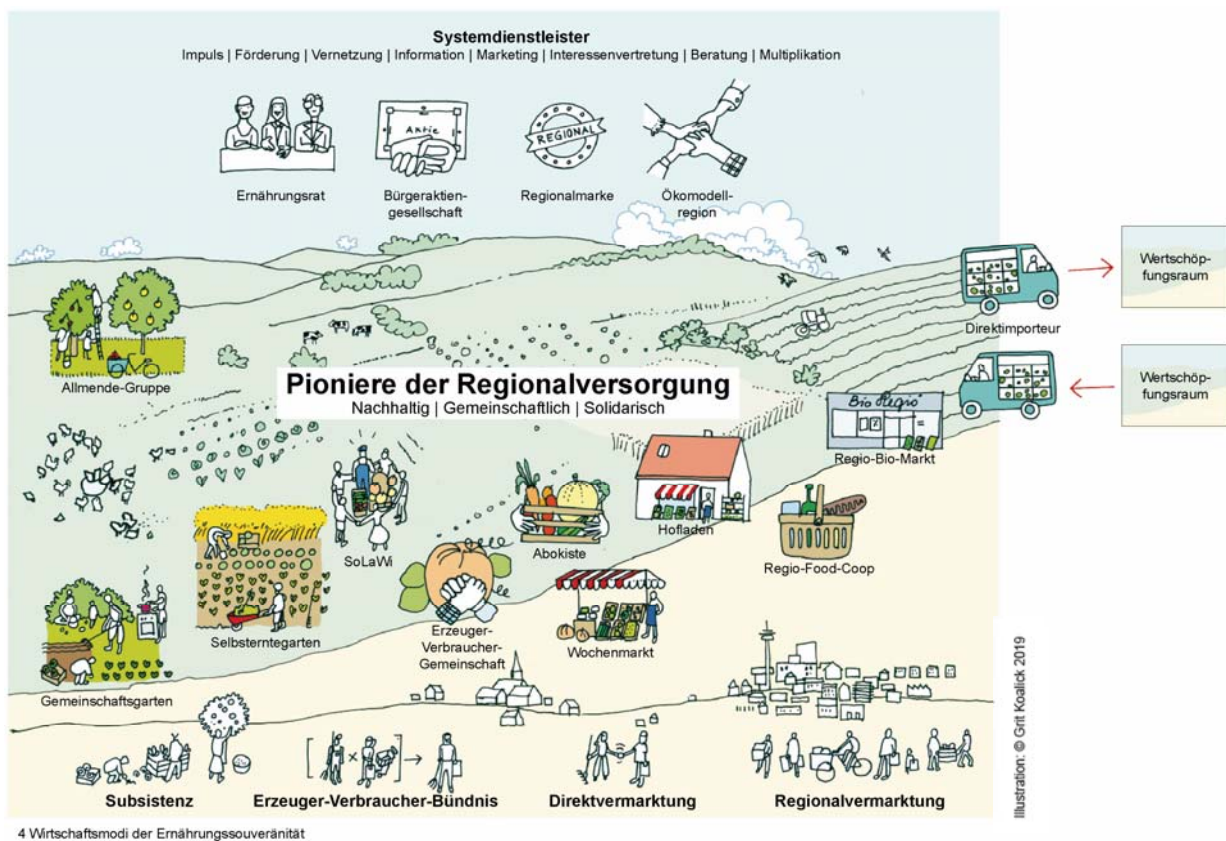 Systemdienstleister
Impuls | Förderung | Vernetzung | Information | Marketing | Interessenvertretung | Beratung | Multiplikation
Aktie
REGIONAL
Ernährungsrat
Bürgeraktien-
gesellschaft
Regionalmarke
Ökomodell-
region
Wertschöp-
fungsraum
Direktimporteur
Allmende-Gruppe
Pioniere der Regionalversorgung
Nachhaltig | Gemeinschaftlich | Solidarisch
Wertschöp-
fungsraum
Bio Regio
Regio-Bio-Markt
Hofladen
Abokiste
SoLaWi
Regio-Food-Coop
Selbsterntegarten
Erzeuger-
Verbraucher-
Gemeinschaft
Wochenmarkt
Gemeinschaftsgarten
Illustration: © Grit Koalick 2019
Subsistenz
Erzeuger-Verbraucher-Bündnis
Direktvermarktung
Regionalvermarktung
4 Wirtschaftsmodi der Ernährungssouveränität